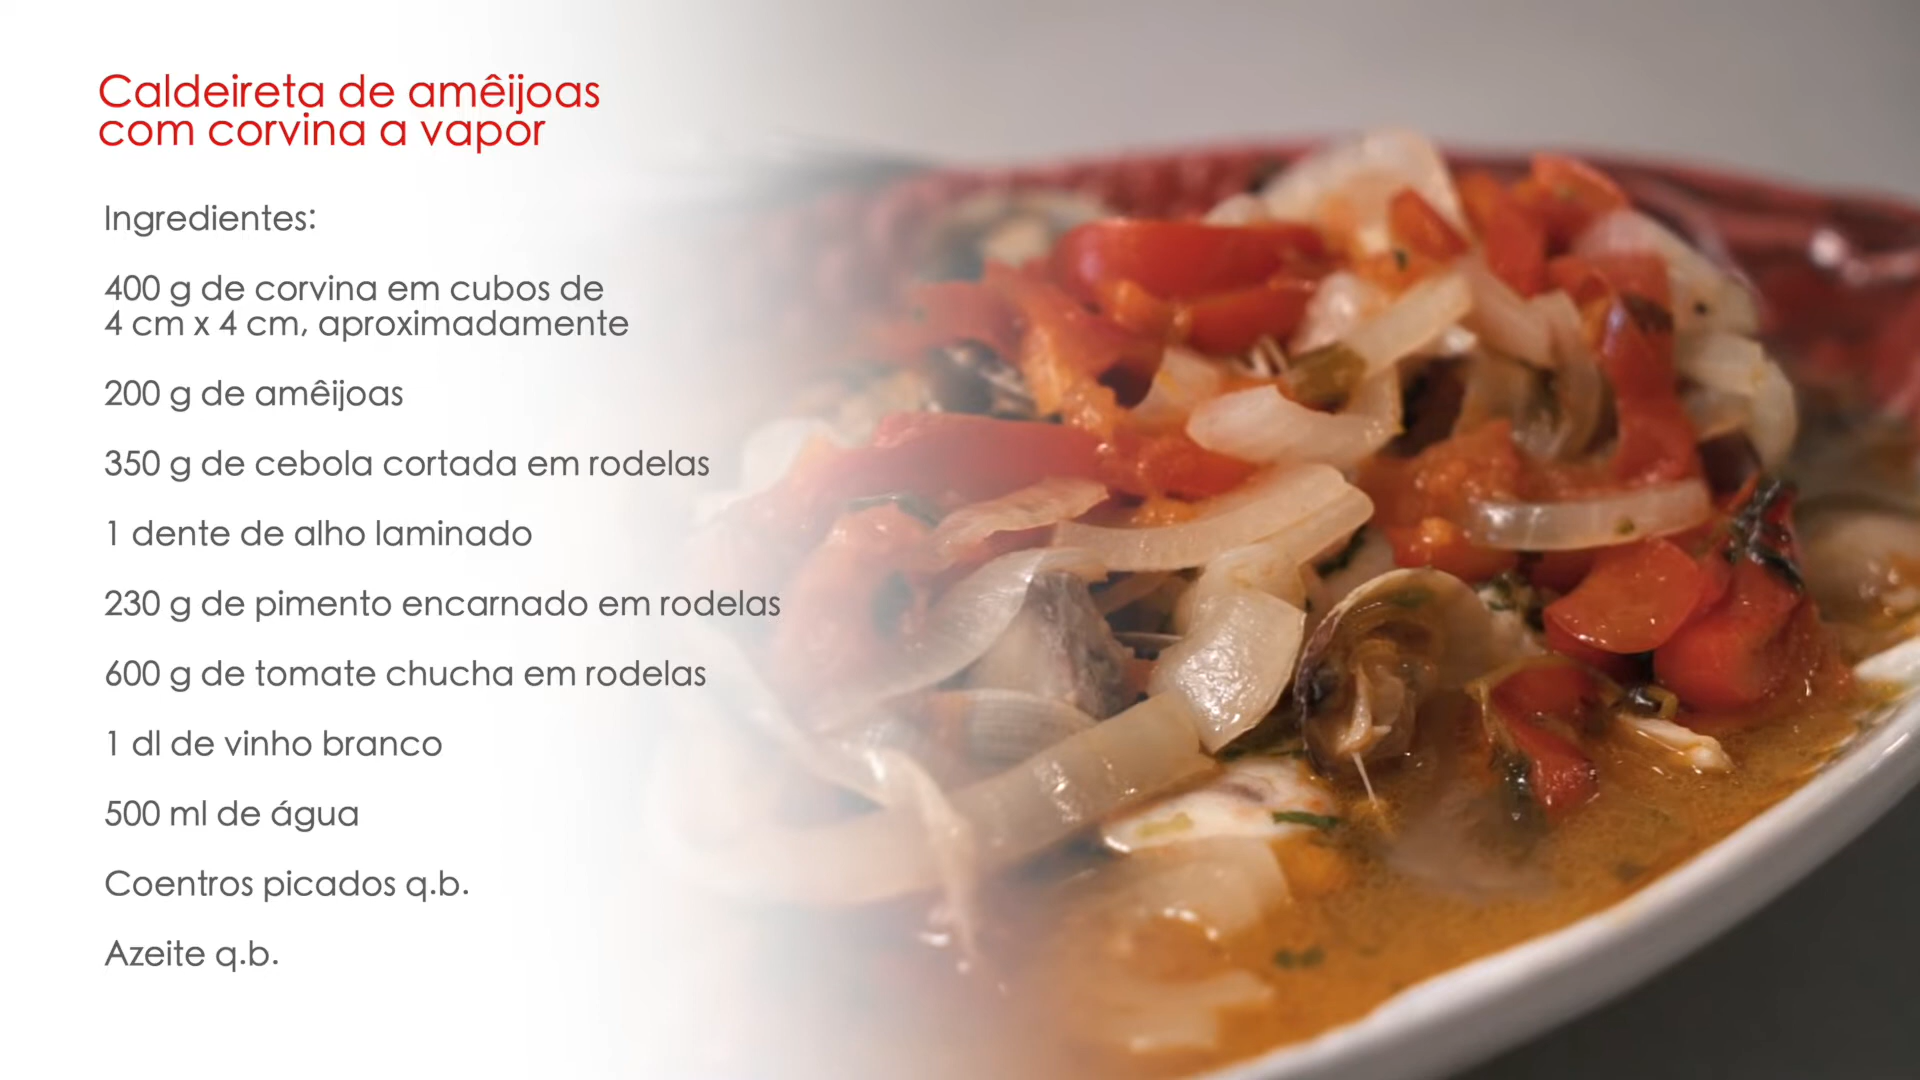 Caldeireta de amêijoas
com corvina a vapor
Ingredientes:
400 g de corvina em cubos de
4 cm x 4 cm, aproximadamente
200 g de amêijoas
350 g de cebola cortada em rodelas
1 dente de alho laminado
230 g de pimento encarnado em rodelas
600 g de tomate chucha em rodelas
1 dl de vinho branco
500 ml de água
Coentros picados q.b.
Azeite q.b.